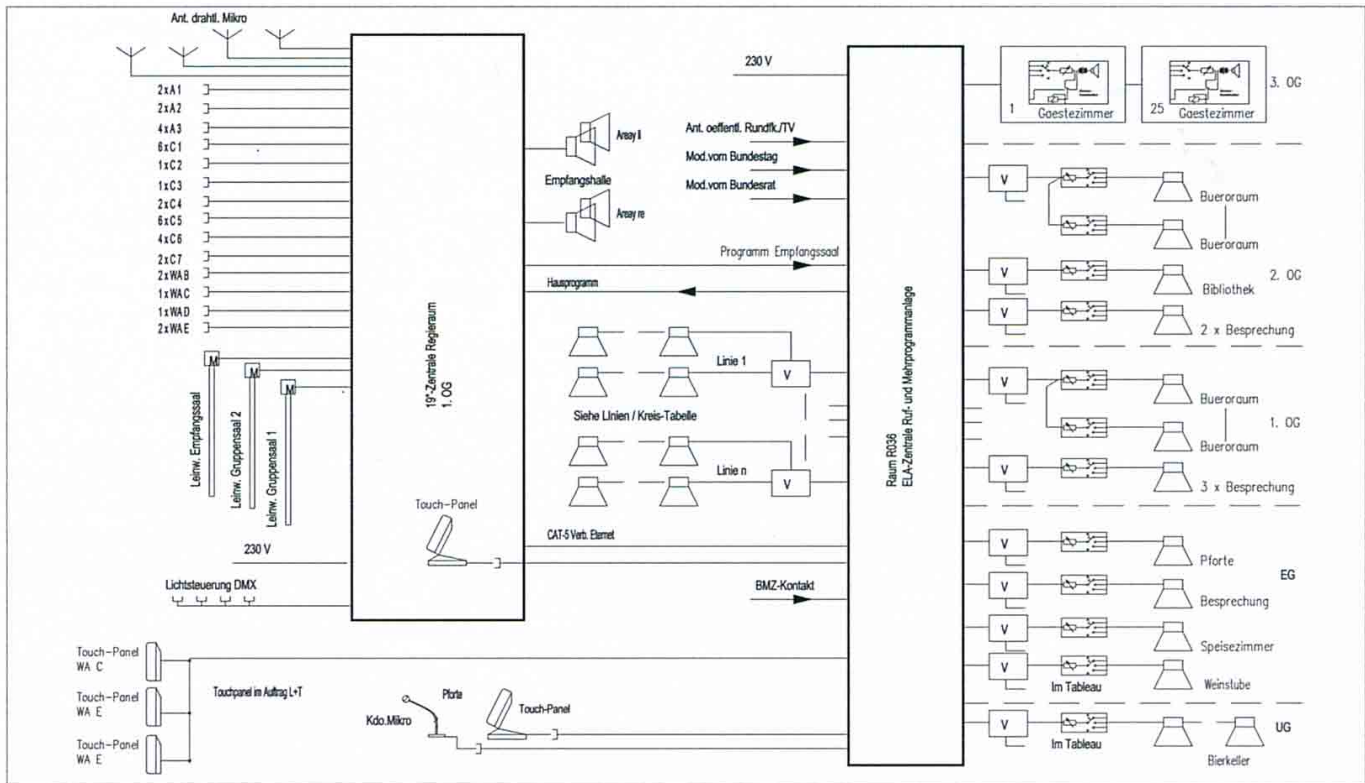 Ant. drahtl. Mikro
2xA1
2xA2
4xA3
6xC1
1xC2
1xC3
2xC4
6xC5
4xC6
2xC7
2xWAB
1xWAC
1xWAD
2xWAE
M
M
M
Leinw. Empfangssaal
Leinw. Gruppensaal 2
Leinw. Gruppensaal 1
230 V
Lichtsteuerung DMX
19"-Zentrale Regieraum
1. OG
Touch-Panel
Areay li
Empfangshalle
Areay re
230 V
Ant. oeffentl. Rundfk./TV
Mod.vom Bundestag
Mod.vom Bundesrat
Programm Empfangssaal
Hausprogramm
Linie 1
V
Siehe LInien / Kreis-Tabelle
Linie n
V
CAT-5 Verb. Eternet
BMZ-Kontakt
Touch-Panel
WA C
Touch-Panel
WA E
Touch-Panel
WA E
Touchpanel im Auftrag L+T
Kdo.Mikro
Pforte
Touch-Panel
Raum R036
ELA-Zentrale Ruf- und Mehrprogrammanlage
1
Gaestezimmer
25
Gaestezimmer
3. OG
V
Bueroraum
Bueroraum
V
Bibliothek
2. OG
V
2 x Besprechung
V
Bueroraum
Bueroraum
1. OG
V
3 x Besprechung
V
Pforte
EG
V
Besprechung
V
Speisezimmer
V
Im Tableau
Weinstube
V
Im Tableau
UG
Bierkeller